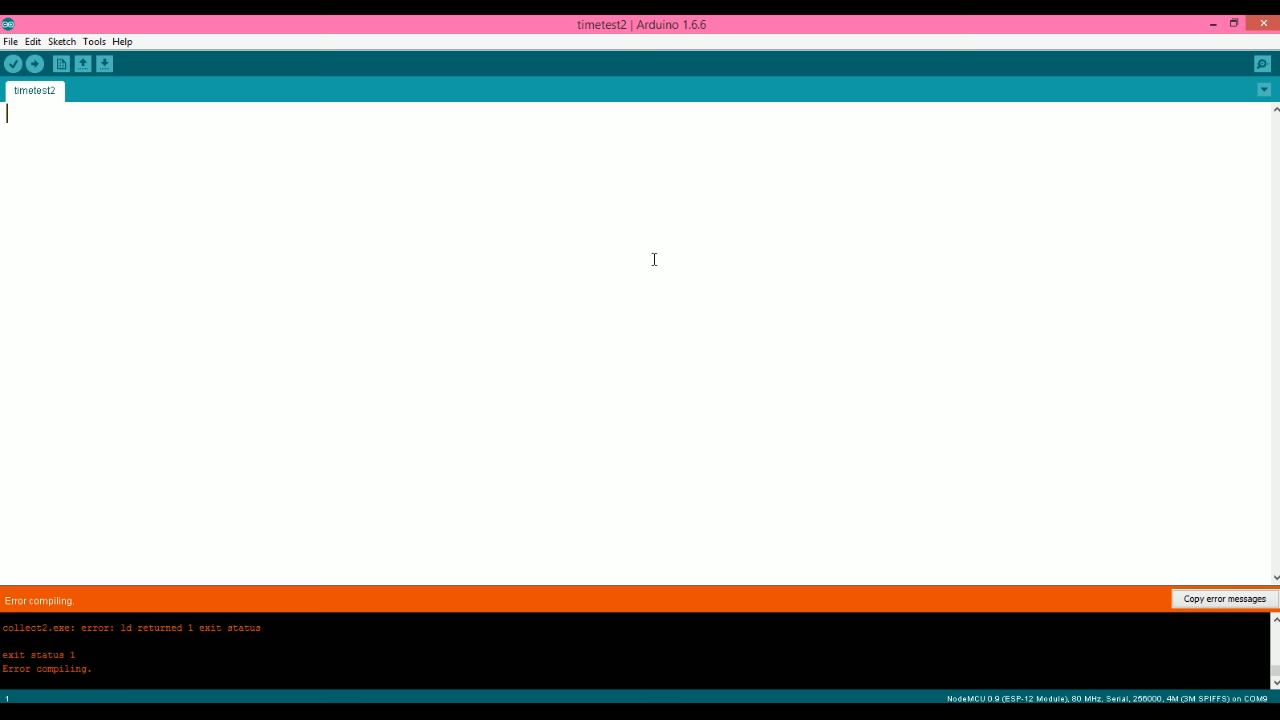 timetest2 | Arduino 1.6.6
File Edit Sketch Tools Help
timetest2
Error compiling.
Copy error messages
collect2.exe: error: ld returned 1 exit status
exit status 1
Error compiling.
1
NodeMCU 0.9 (ESP-12 Module), 80 MHz, Serial, 256000, 4M (3M SPIFFS) on COM9